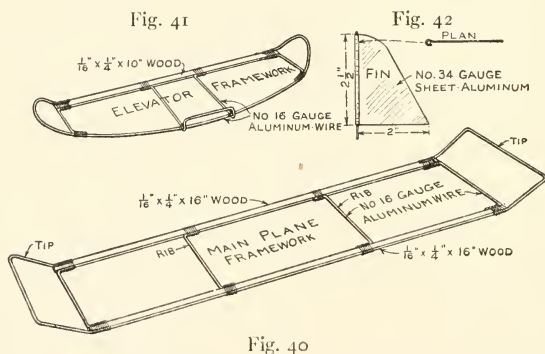 Fig. 41
Fig. 42
1/16" x 1/4" x 10" WOOD
ELEVATOR
FRAMEWORK
NO 16 GAUGE
ALUMINUM-WIRE
PLAN
FIN
2 1/2"
NO. 34 GAUGE
SHEET-ALUMINUM
2"
TIP
1/16" x 1/4" x 16" WOOD
RIB
NO 16 GAUGE
ALUMINUM WIRE
TIP
RIB
MAIN PLANE
FRAMEWORK
1/16" x 1/4" x 16" WOOD
Fig. 40